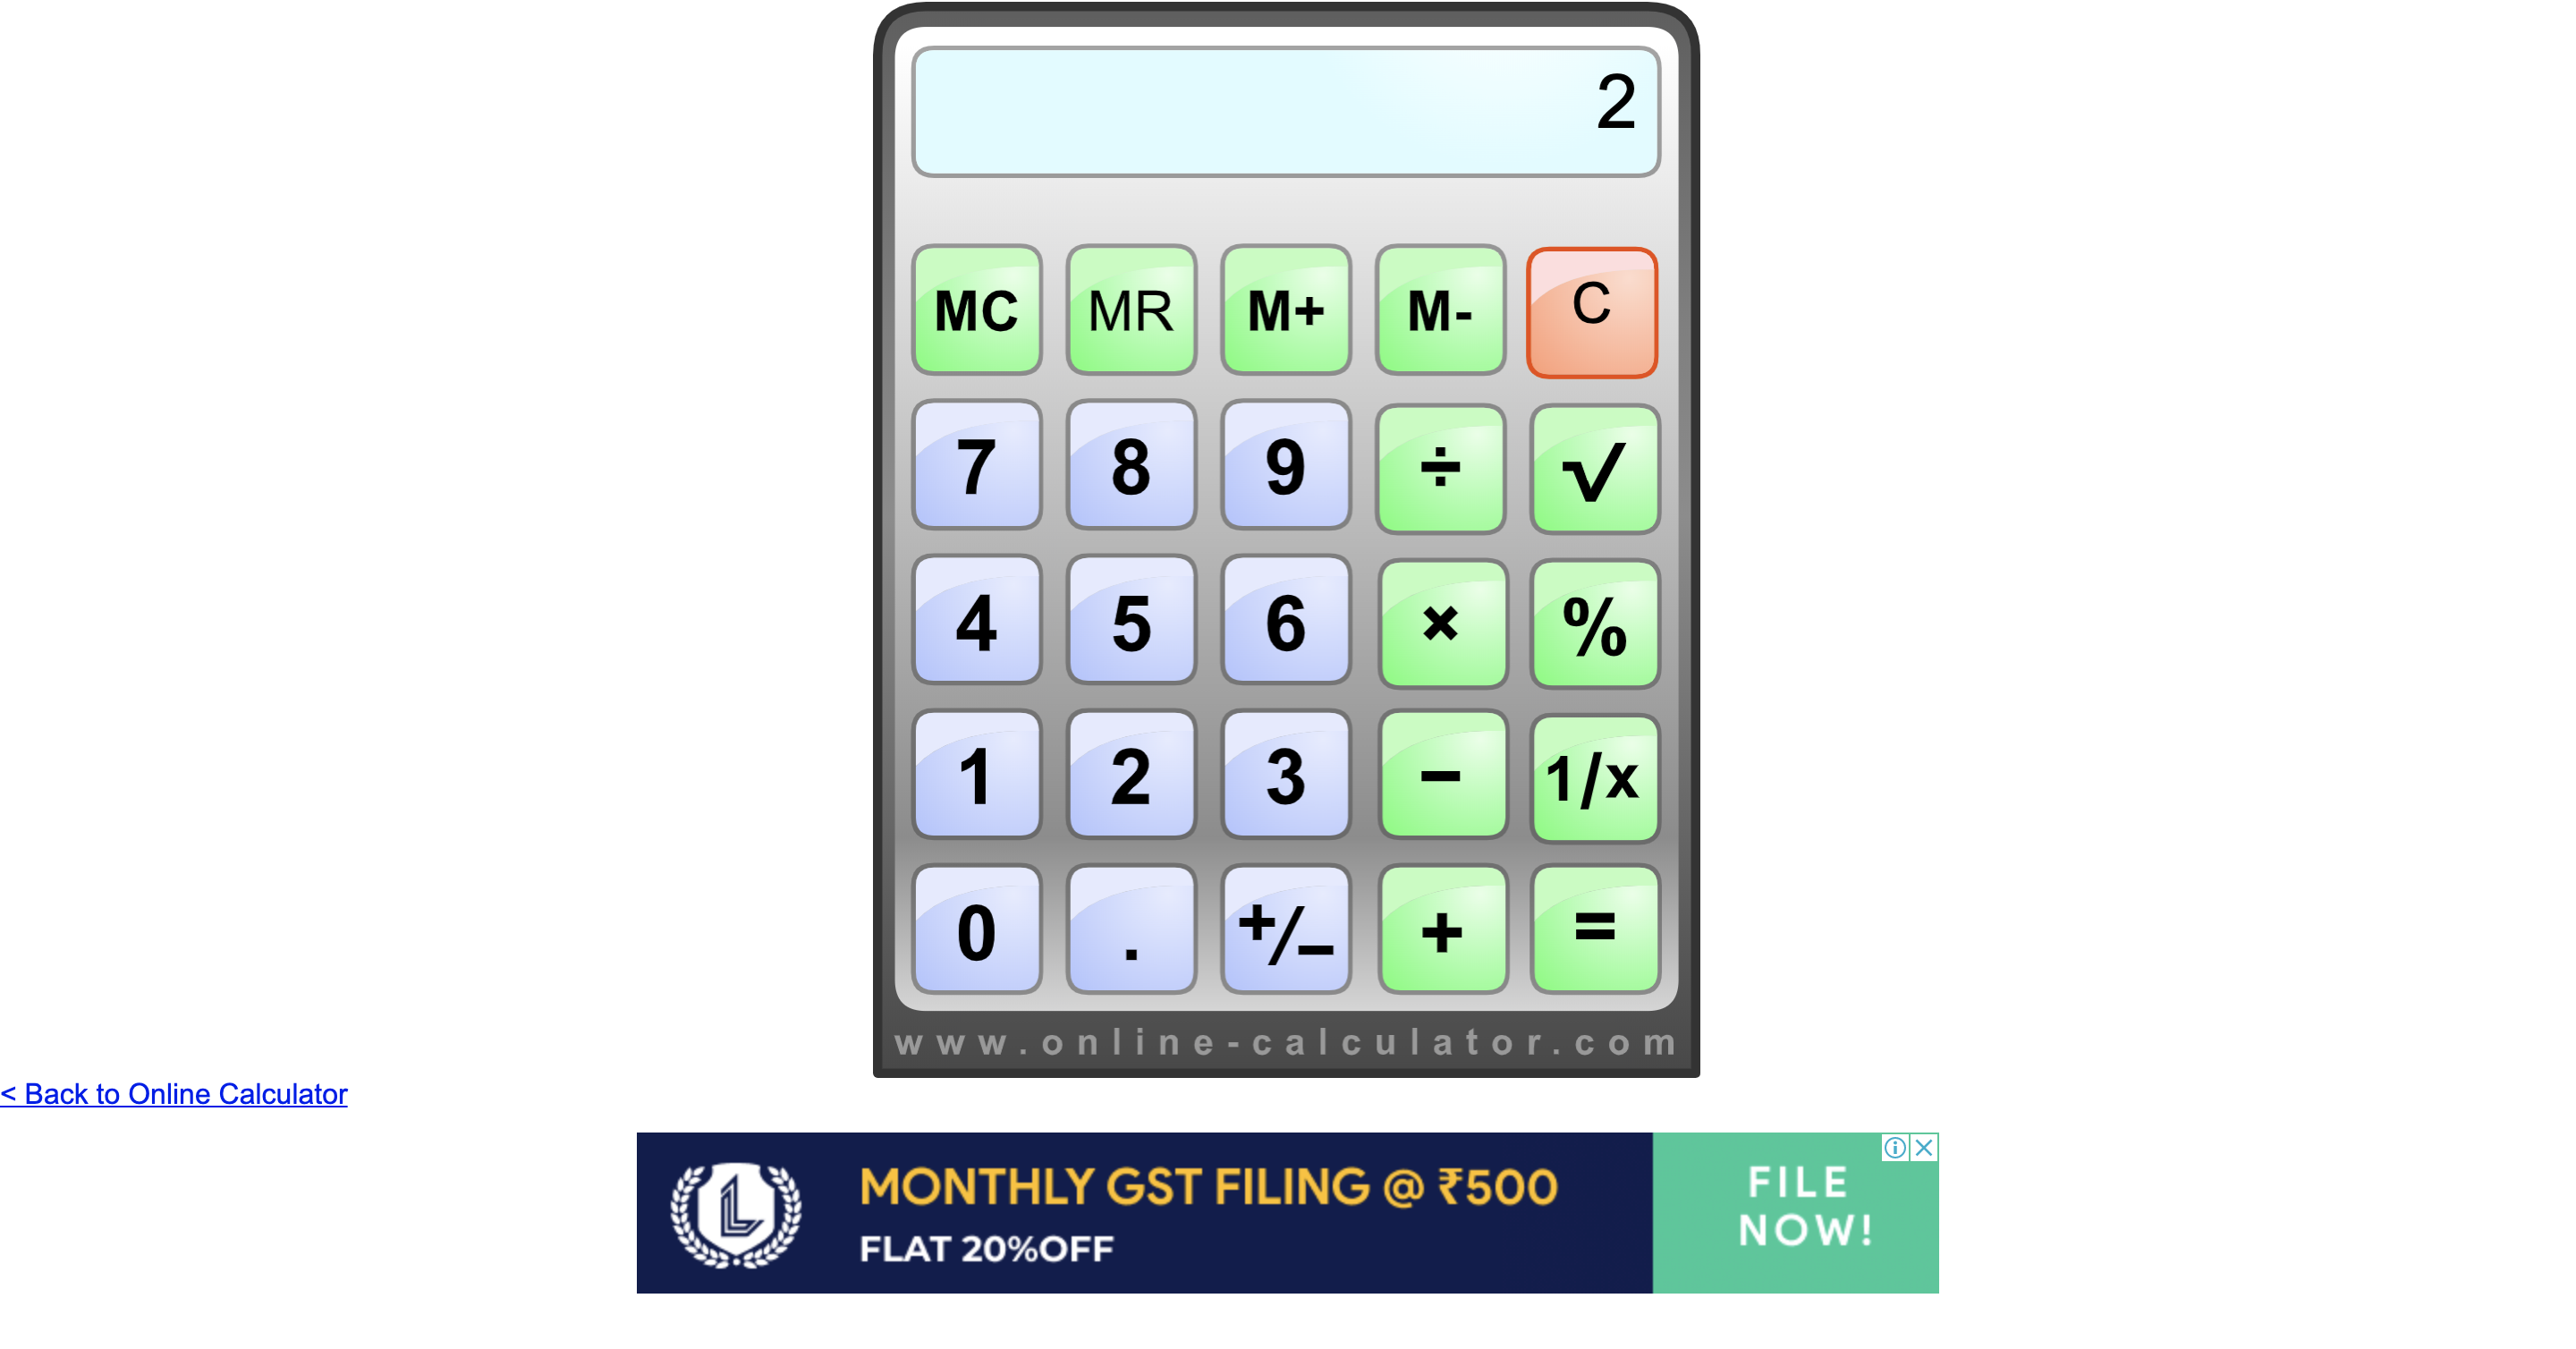 2
MC MR M+ M- C
7 8 9 ÷ √
4 5 6 × %
1 2 3 − 1/x
0 . +/− + =
www.online-calculator.com
< Back to Online Calculator
MONTHLY GST FILING @ ₹500
FLAT 20%OFF
FILE
NOW!